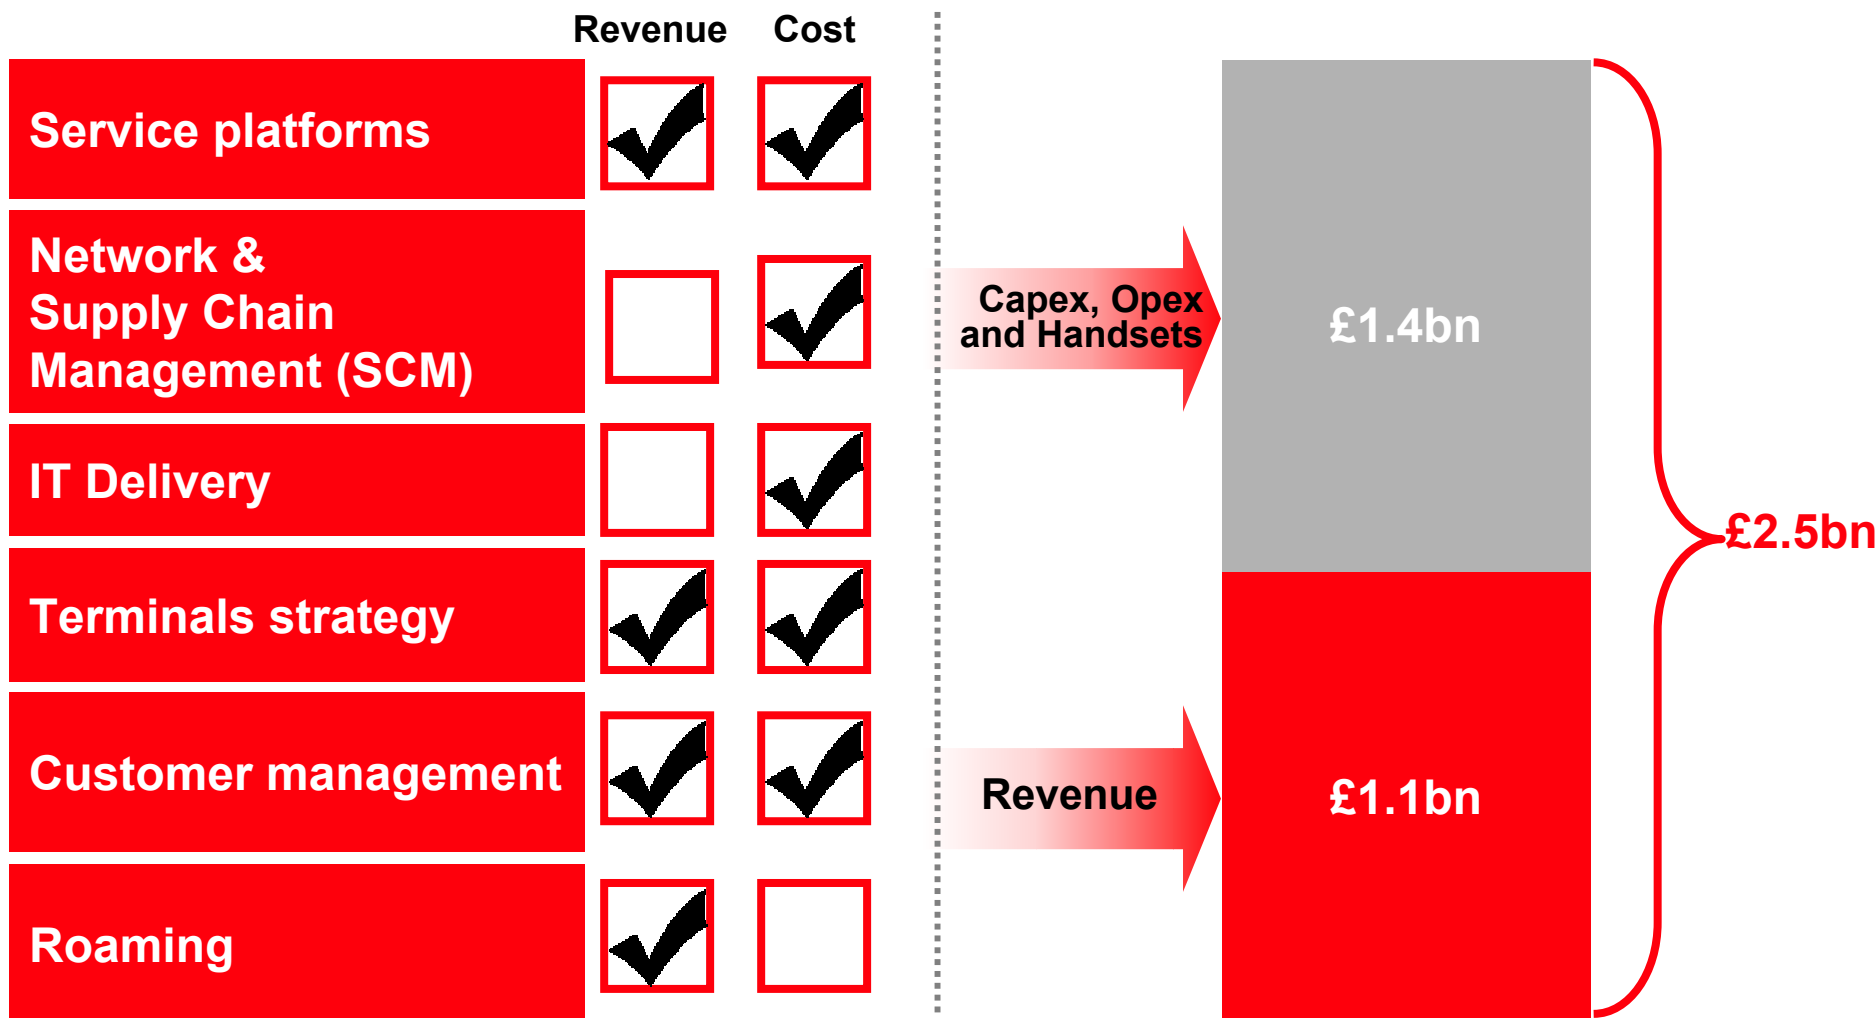 Revenue Cost
Service platforms
Network &
Supply Chain
Management (SCM)
IT Delivery
Terminals strategy
Customer management
Roaming
Capex, Opex
and Handsets
Revenue
£1.4bn
£1.1bn
£2.5bn